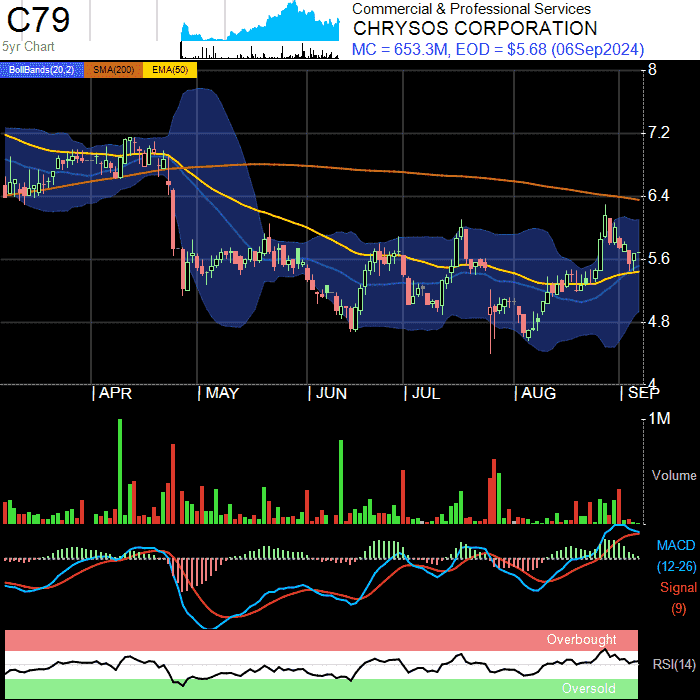 C79
5yr Chart
Commercial & Professional Services
CHRYSOS CORPORATION
MC = 653.3M, EOD = $5.68 (06Sep2024)
BollBands(20,2) SMA(200) EMA(50)
8
7.2
6.4
5.6
4.8
4
APR MAY JUN JUL AUG SEP
1M
Volume
MACD
(12-26)
Signal
(9)
Overbought
RSI(14)
Oversold